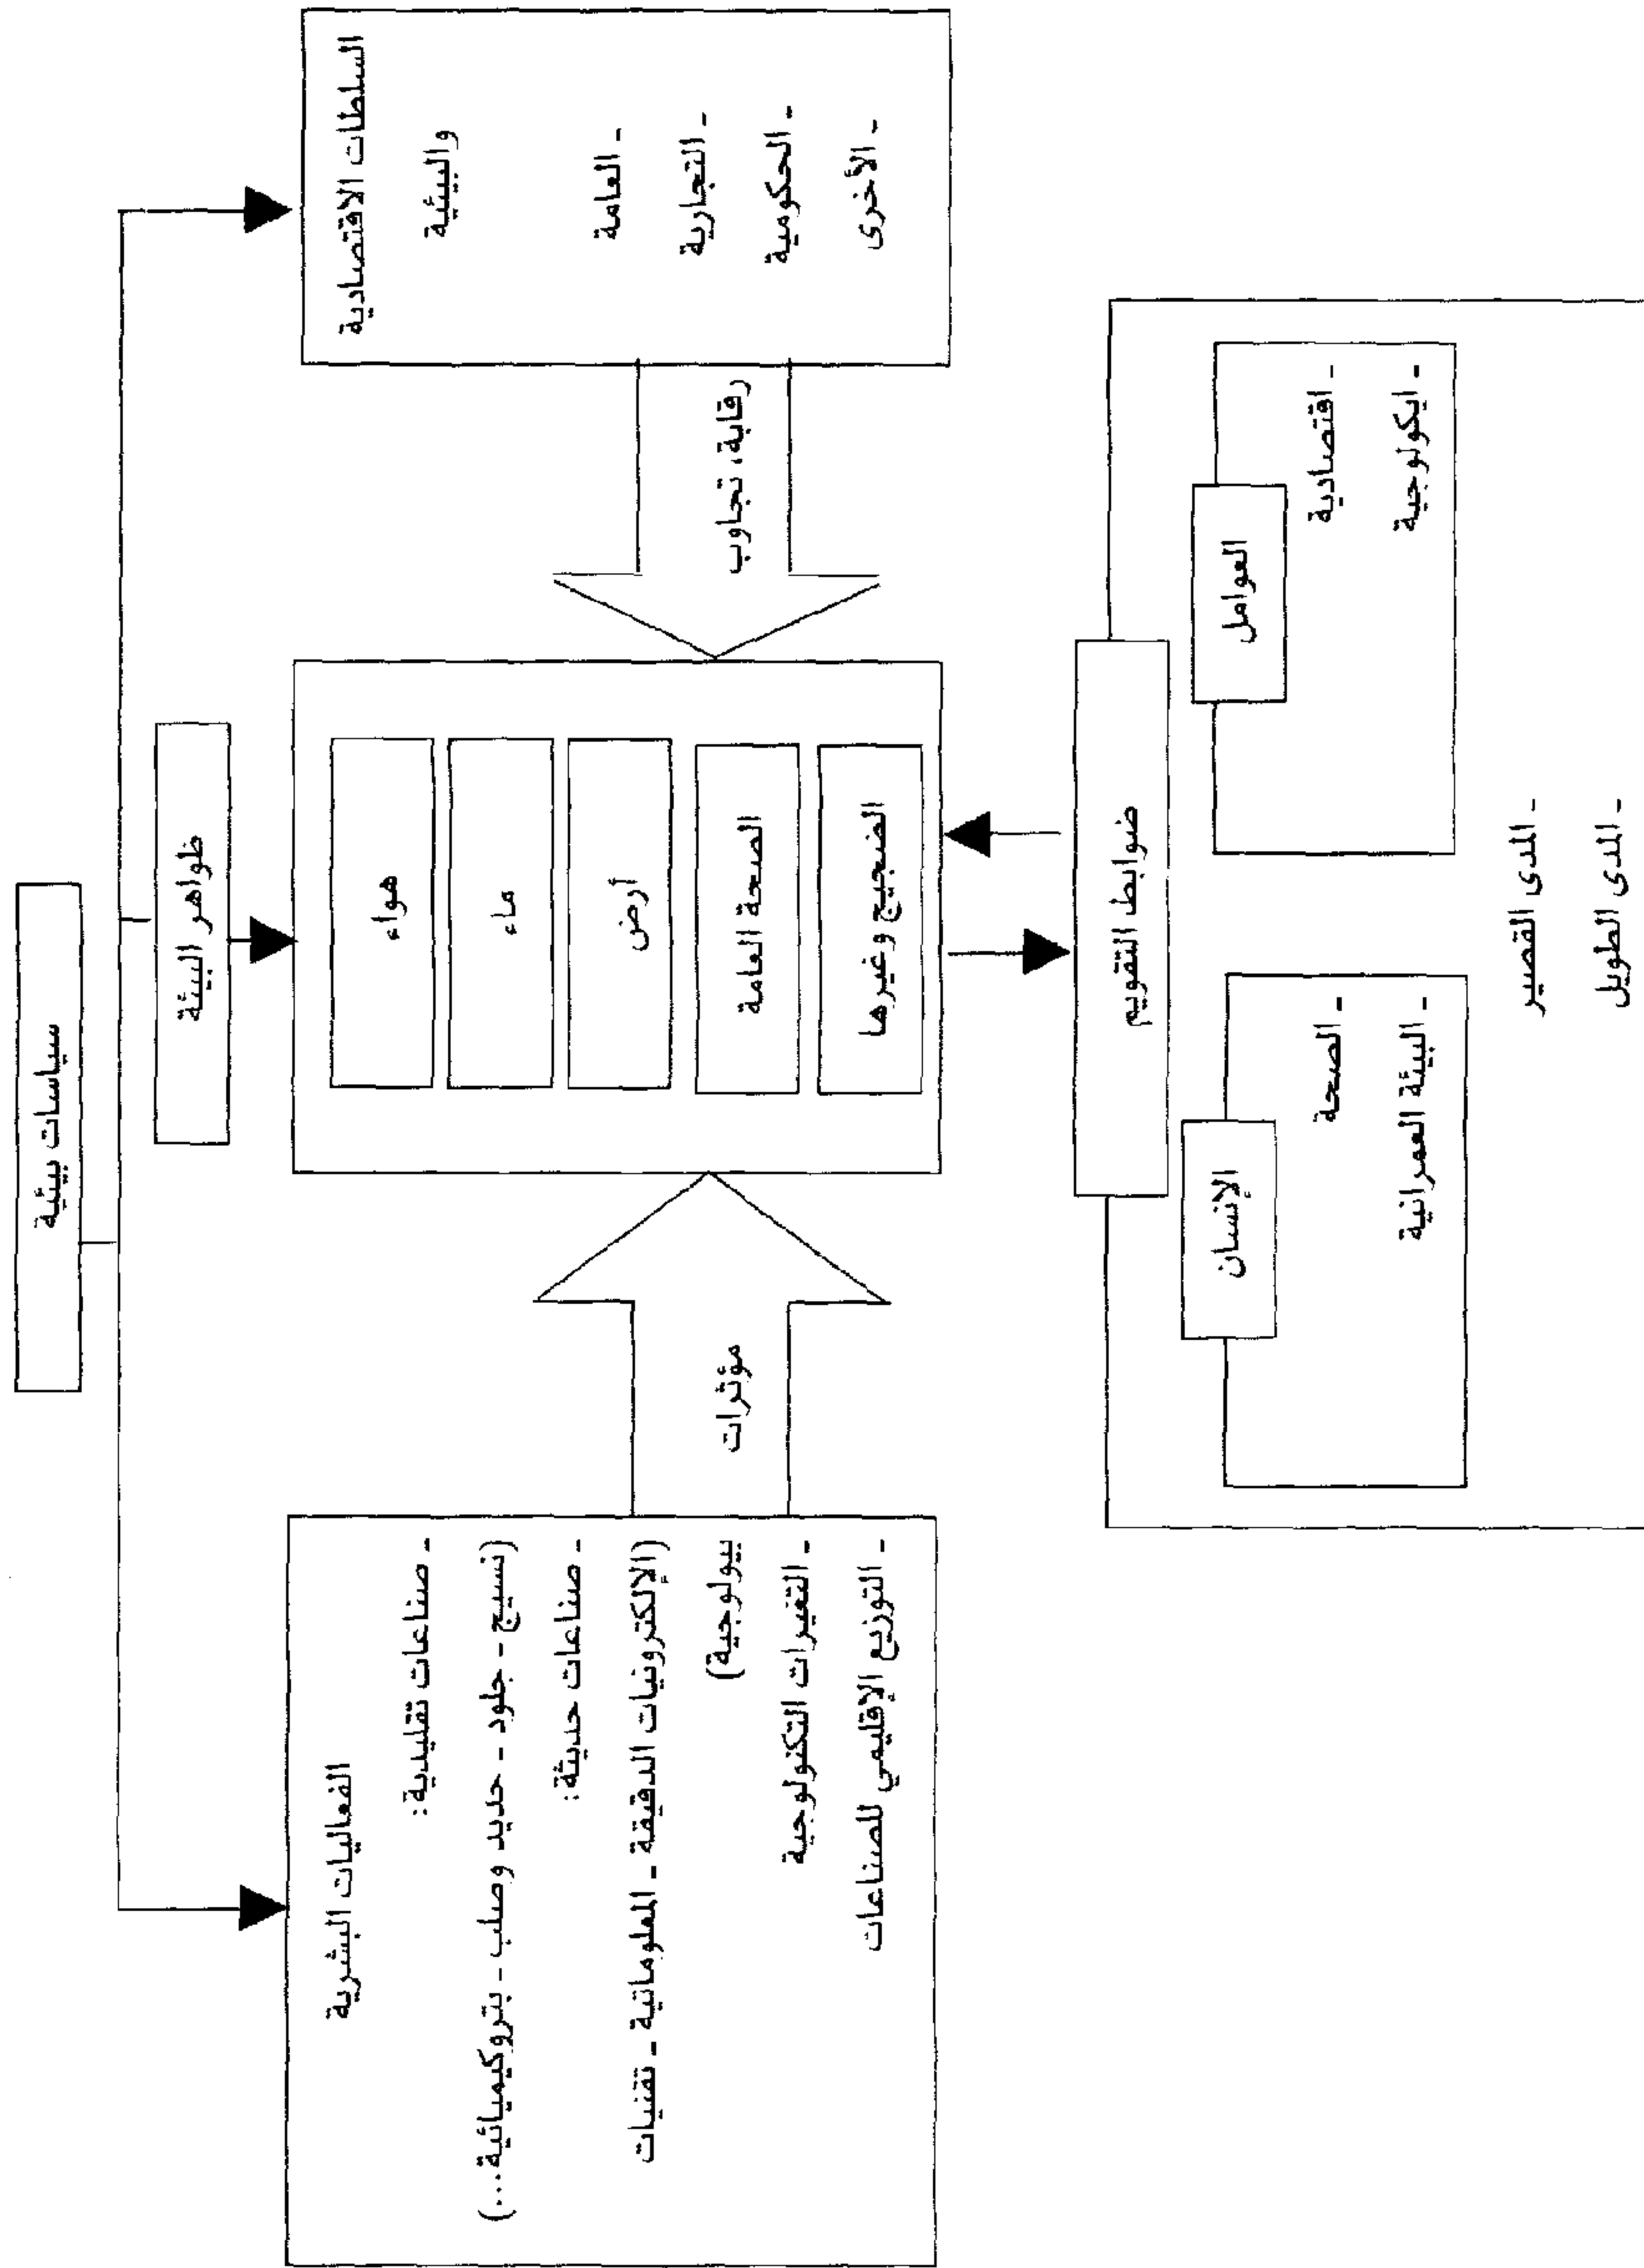 سياسات بيئية
ظواهر البيئة
السلطات الاقتصادية
والبيئية
- العامة
- التجارية
- الحكومية
- الأخرى
رقابة، تجاوب
هواء
ماء
أرض
الصحة العامة
الضجيج وغيرها
مؤثرات
الفعاليات البشرية
- صناعات تقليدية:
(نسيج - جلود - حديد وصلب - بتروكيميائية...)
- صناعات حديثة:
(الإلكترونيات الدقيقة - المعلوماتية - تقنيات
بيولوجية)
- التغيرات التكنولوجية
- التوزيع الإقليمي للصناعات
ضوابط التقويم
العوامل
- اقتصادية
- ايكولوجية
الإنسان
- الصحة
- البيئة العمرانية
- المدى القصير
- المدى الطويل